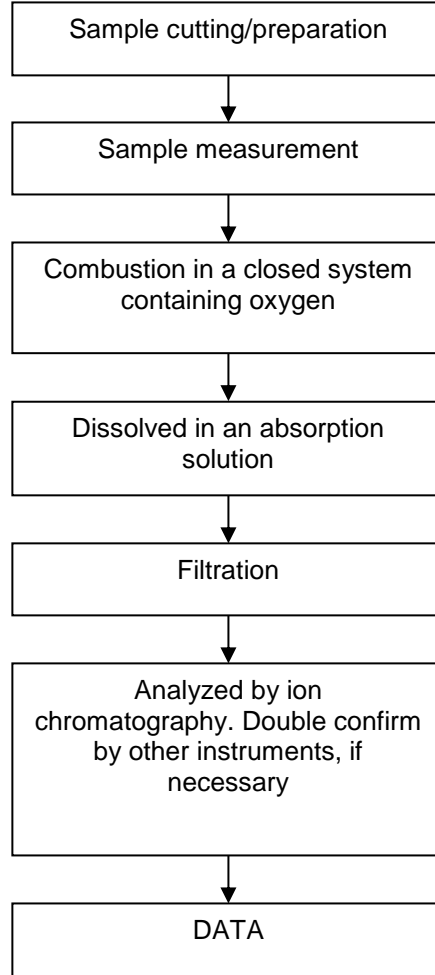 Sample cutting/preparation
Sample measurement
Combustion in a closed system
containing oxygen
Dissolved in an absorption
solution
Filtration
Analyzed by ion
chromatography. Double confirm
by other instruments, if
necessary
DATA